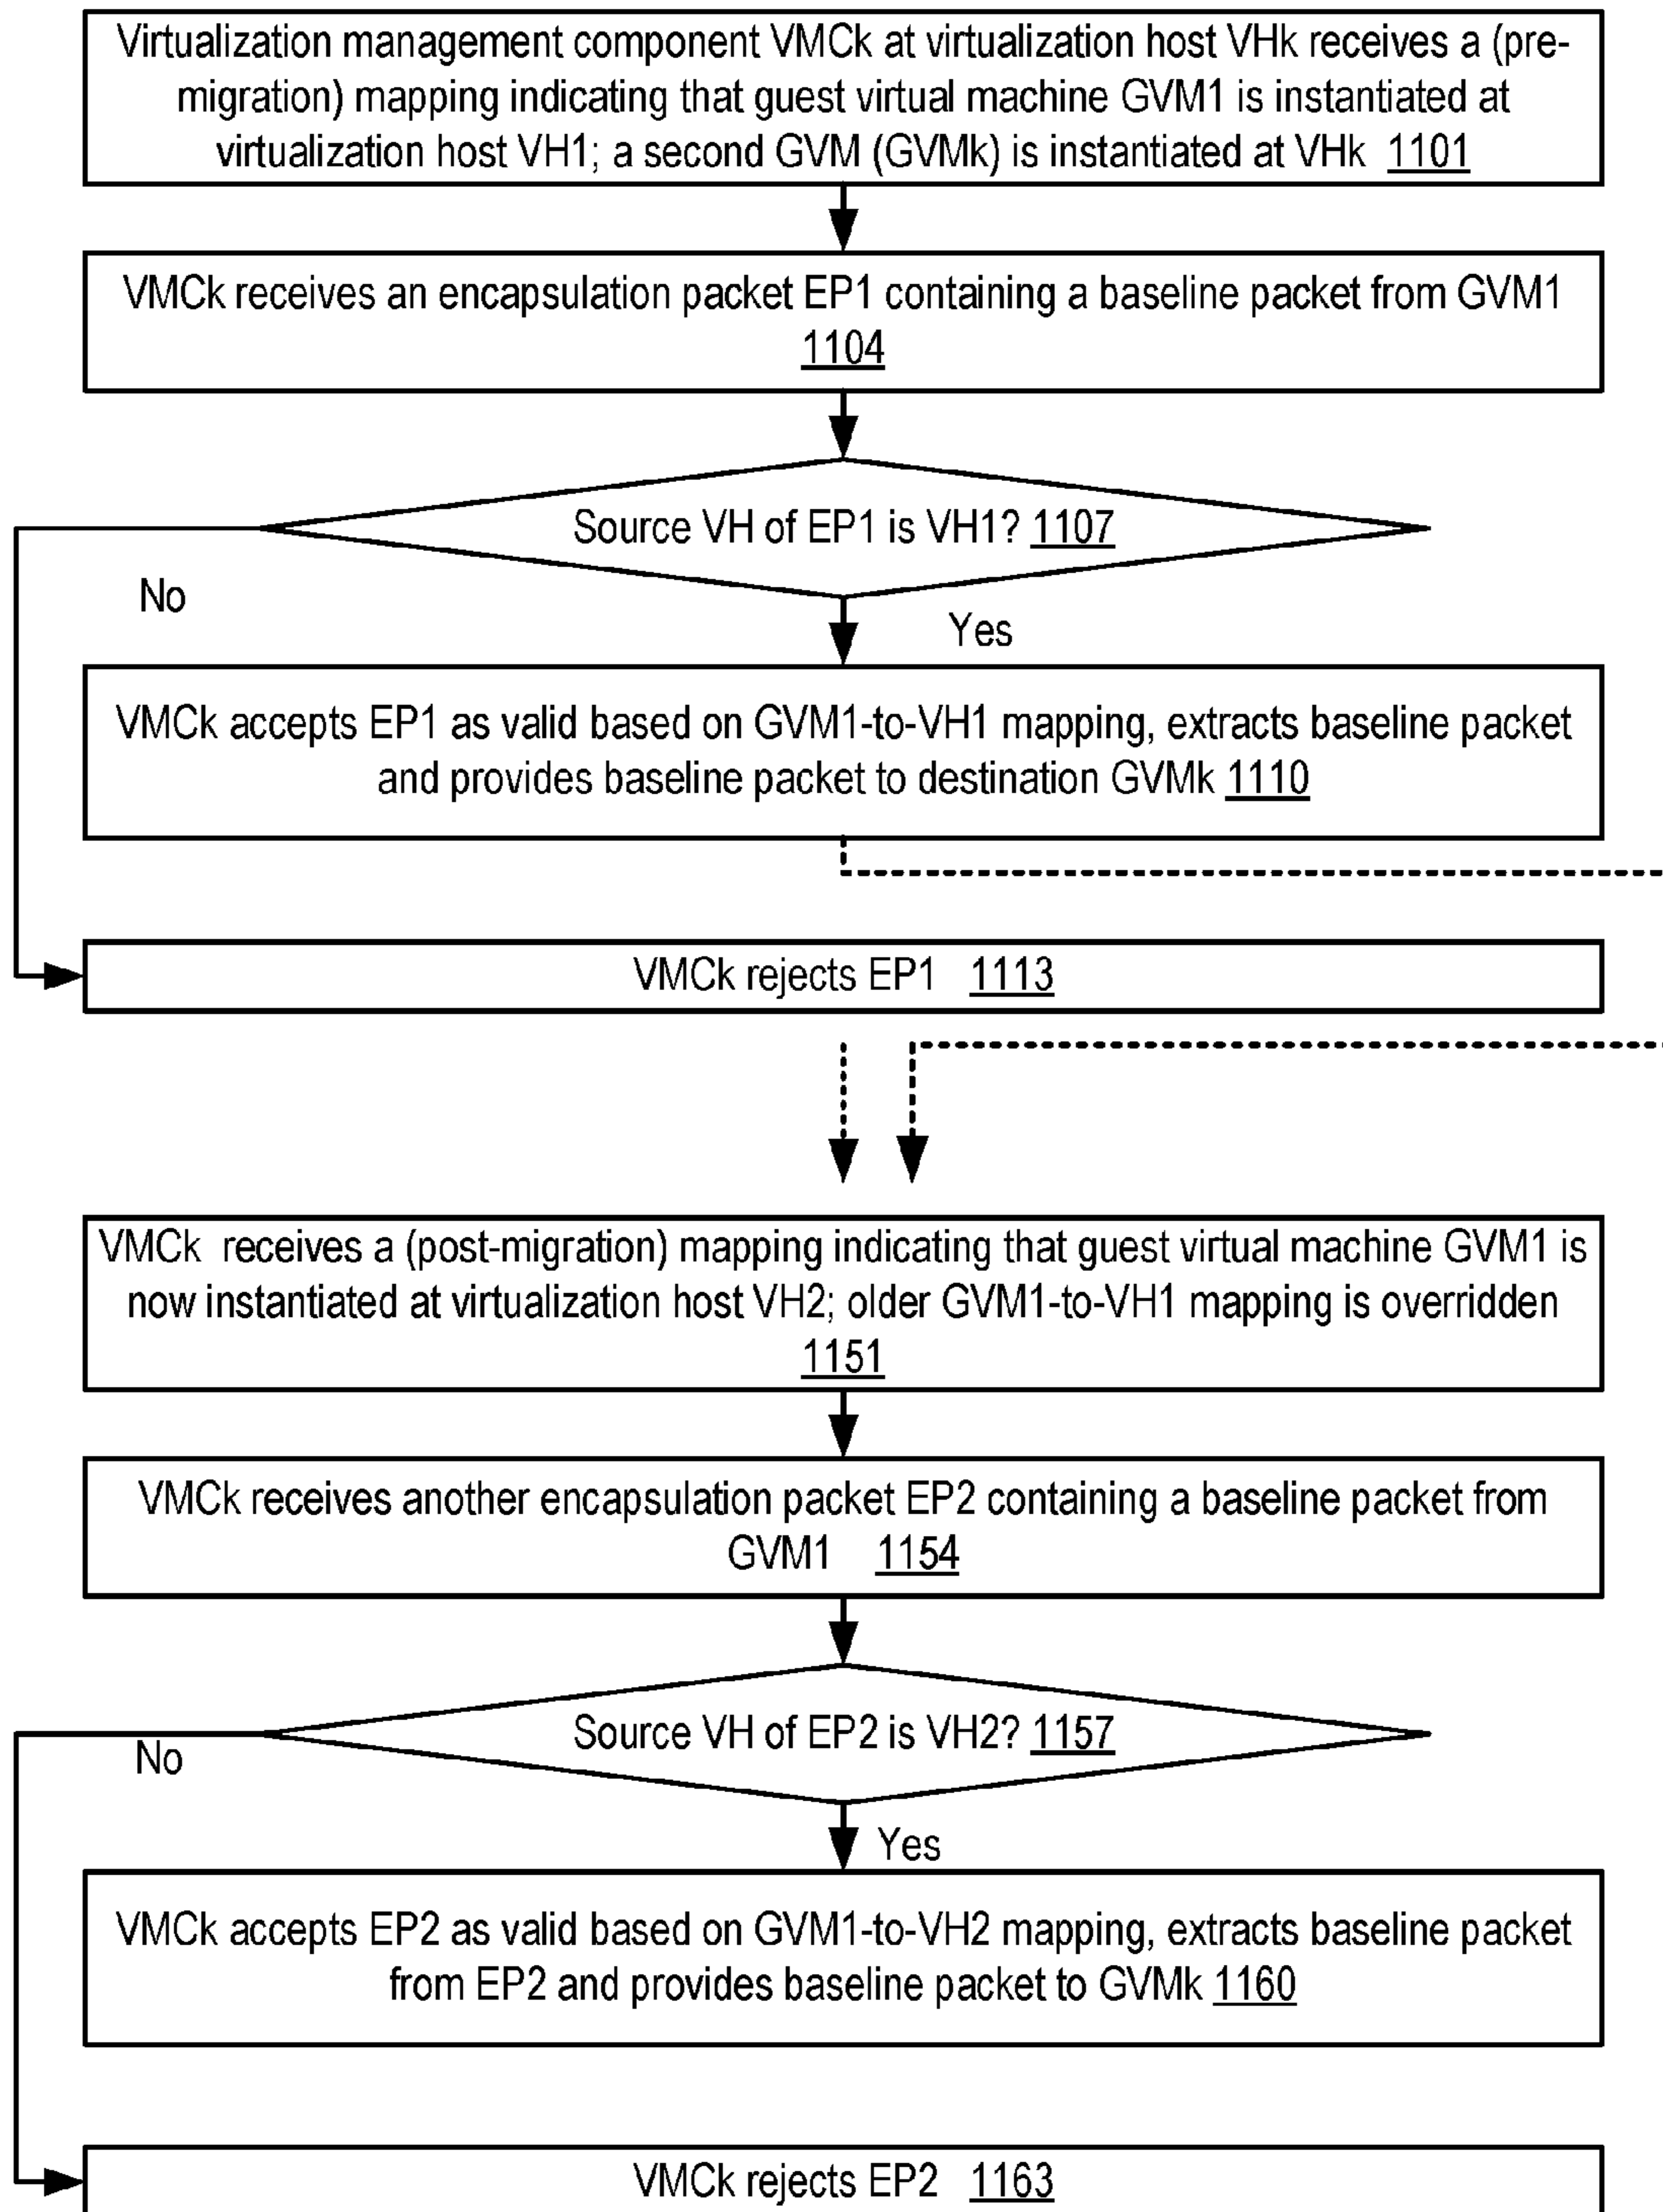 Virtualization management component VMCk at virtualization host VHk receives a (pre-
migration) mapping indicating that guest virtual machine GVM1 is instantiated at
virtualization host VH1; a second GVM (GVMk) is instantiated at VHk 1101
VMCk receives an encapsulation packet EP1 containing a baseline packet from GVM1
1104
Source VH of EP1 is VH1? 1107
No
Yes
VMCk accepts EP1 as valid based on GVM1-to-VH1 mapping, extracts baseline packet
and provides baseline packet to destination GVMk 1110
VMCk rejects EP1 1113
VMCk receives a (post-migration) mapping indicating that guest virtual machine GVM1 is
now instantiated at virtualization host VH2; older GVM1-to-VH1 mapping is overridden
1151
VMCk receives another encapsulation packet EP2 containing a baseline packet from
GVM1 1154
Source VH of EP2 is VH2? 1157
No
Yes
VMCk accepts EP2 as valid based on GVM1-to-VH2 mapping, extracts baseline packet
from EP2 and provides baseline packet to GVMk 1160
VMCk rejects EP2 1163